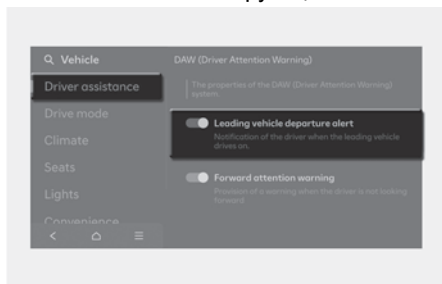 Vehicle
DAW (Driver Attention Warning)
Driver assistance
The properties of the DAW (Driver Attention Warning)
system.
Drive mode
Leading vehicle departure alert
Notification of the driver when the leading vehicle
drives on.
Climate
Seats
Forward attention warning
Provision of a warning when the driver is not looking
forward
Lights
Convenience